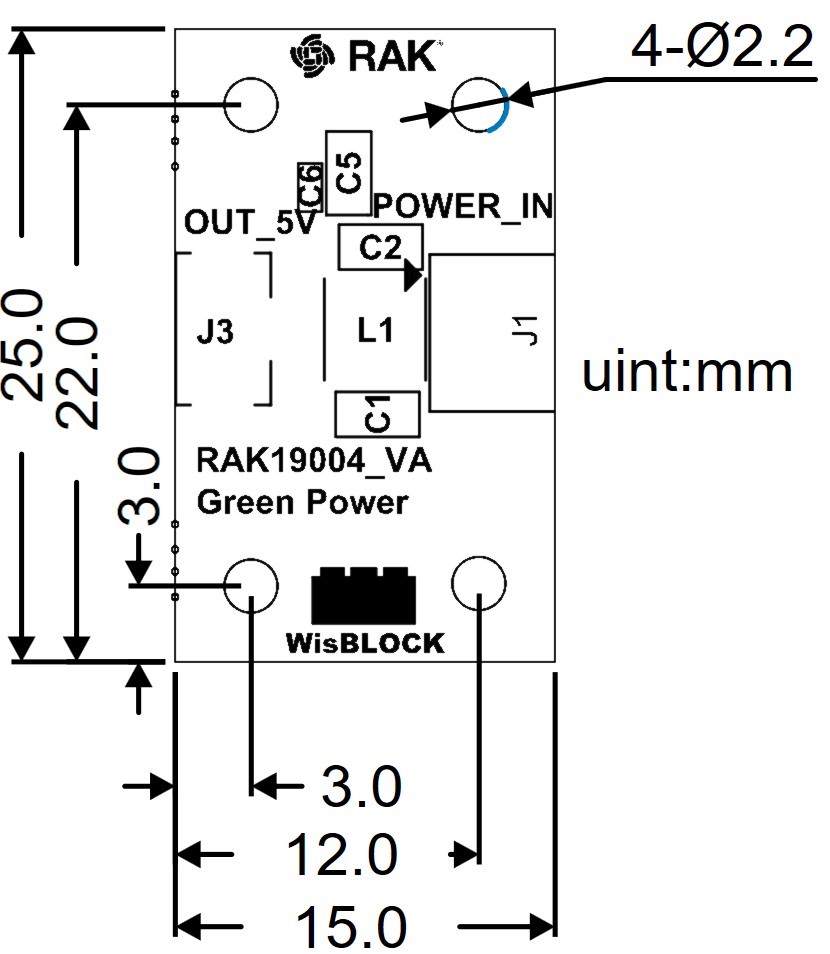 RAK
4-Ø2.2
C6
C5
POWER_IN
OUT_5V
C2
J3
L1
J1
25.0
22.0
uint:mm
C1
RAK19004_VA
Green Power
3.0
WisBLOCK
3.0
12.0
15.0